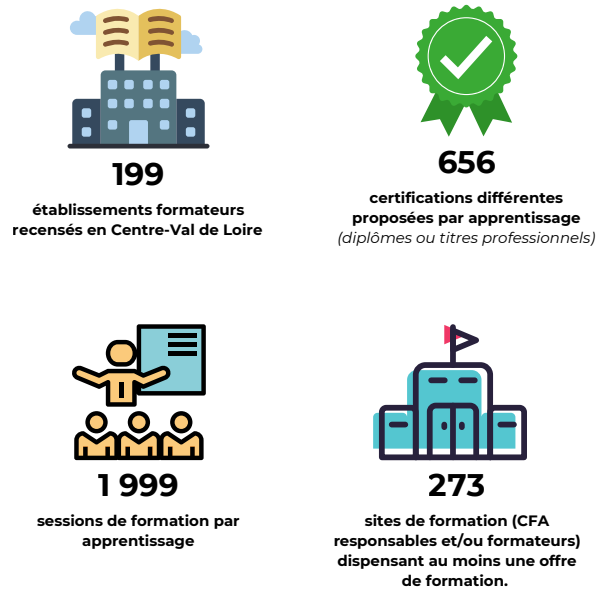 199
établissements formateurs
recensés en Centre-Val de Loire
656
certifications différentes
proposées par apprentissage
(diplômes ou titres professionnels)
1 999
sessions de formation par
apprentissage
273
sites de formation (CFA
responsables et/ou formateurs)
dispensant au moins une offre
de formation.